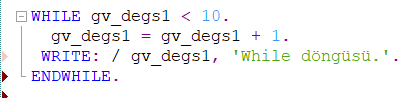 WHILE gv_degs1 < 10.
gv_degs1 = gv_degs1 + 1.
WRITE: / gv_degs1, 'While döngüsü.'.
ENDWHILE.